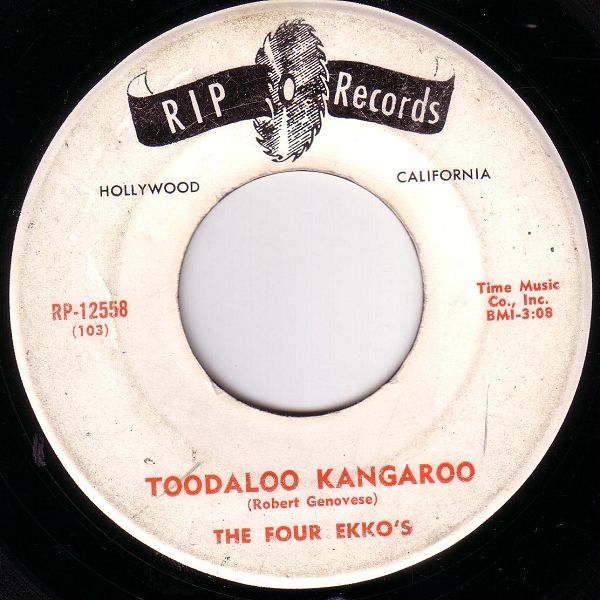 RIP Records
HOLLYWOOD CALIFORNIA
RP-12558
(103)
Time Music
Co., Inc.
BMI-3:08
TOODALOO KANGAROO
(Robert Genovese)
THE FOUR EKKO'S